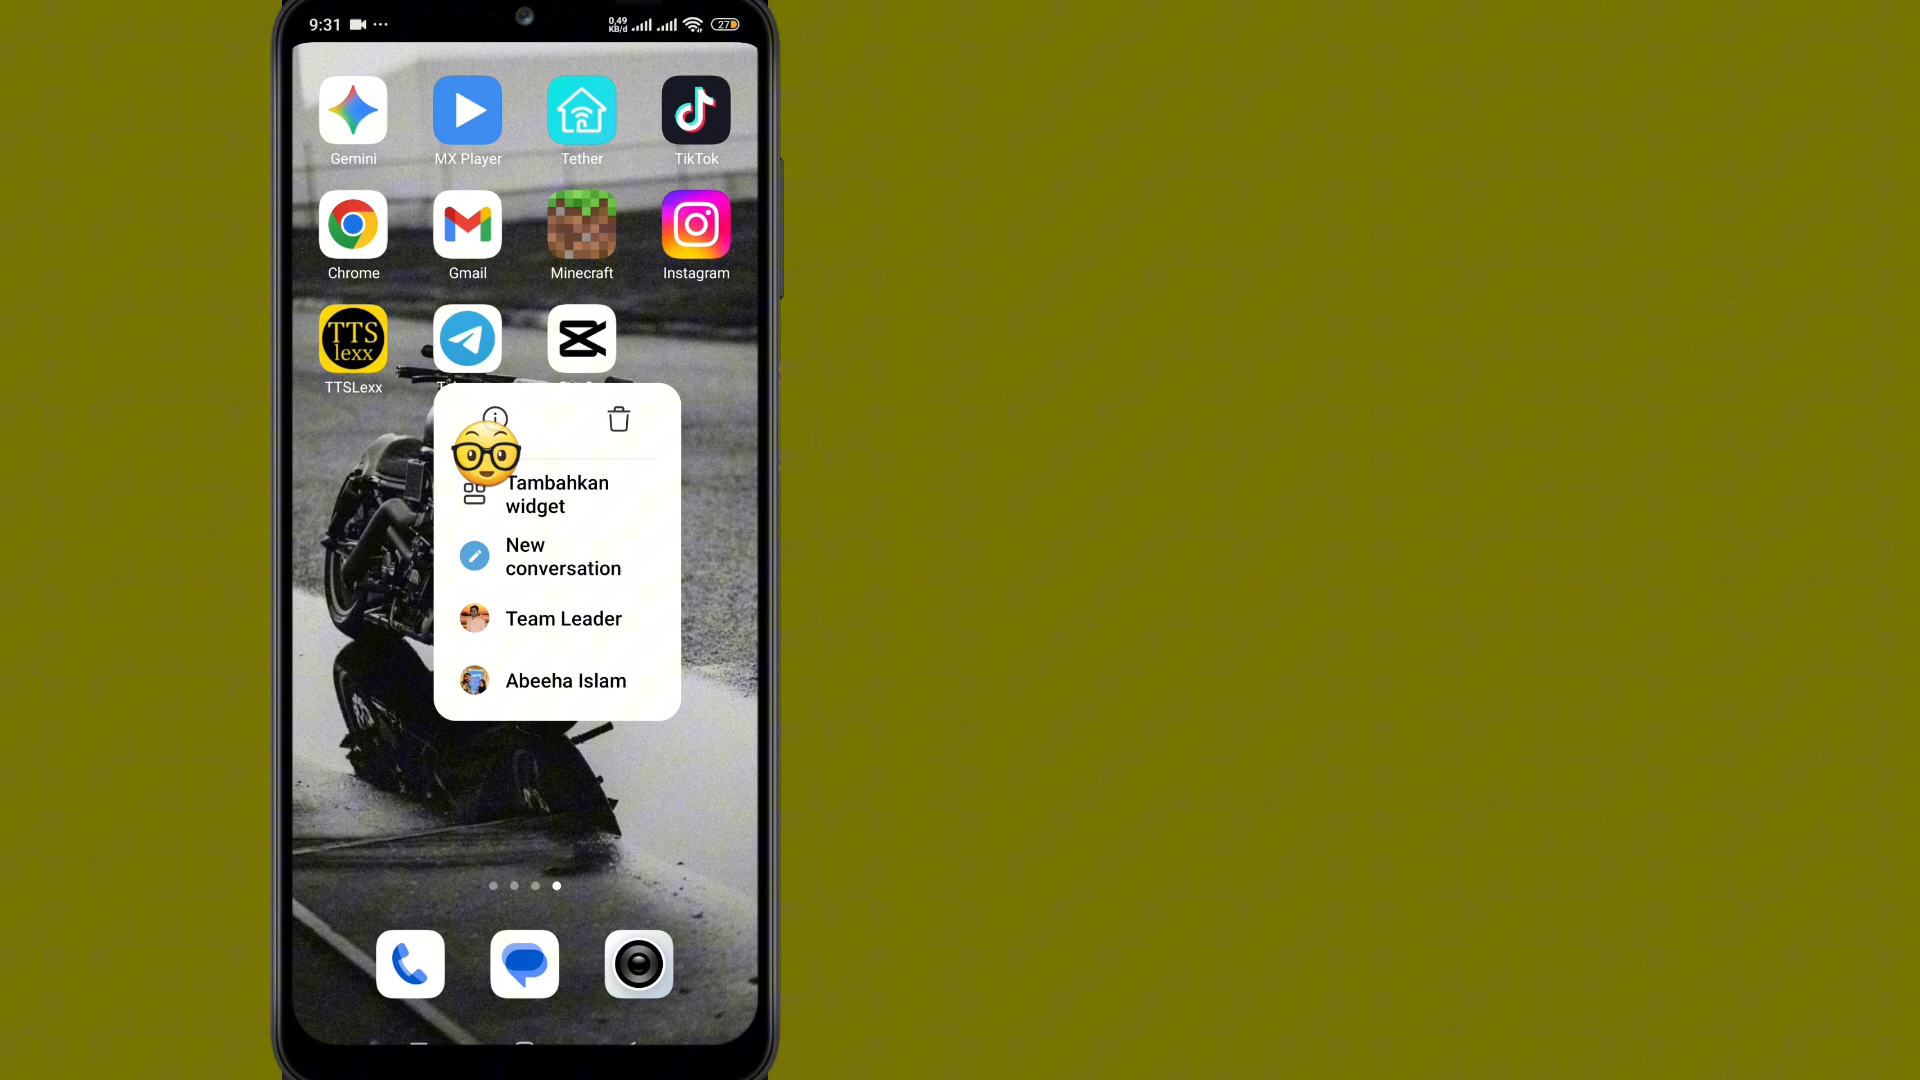 9:31
0,49
KB/d
27
Gemini
MX Player
Tether
TikTok
Chrome
Gmail
Minecraft
Instagram
TTS
lexx
TTSLexx
Tambahkan
widget
New
conversation
Team Leader
Abeeha Islam